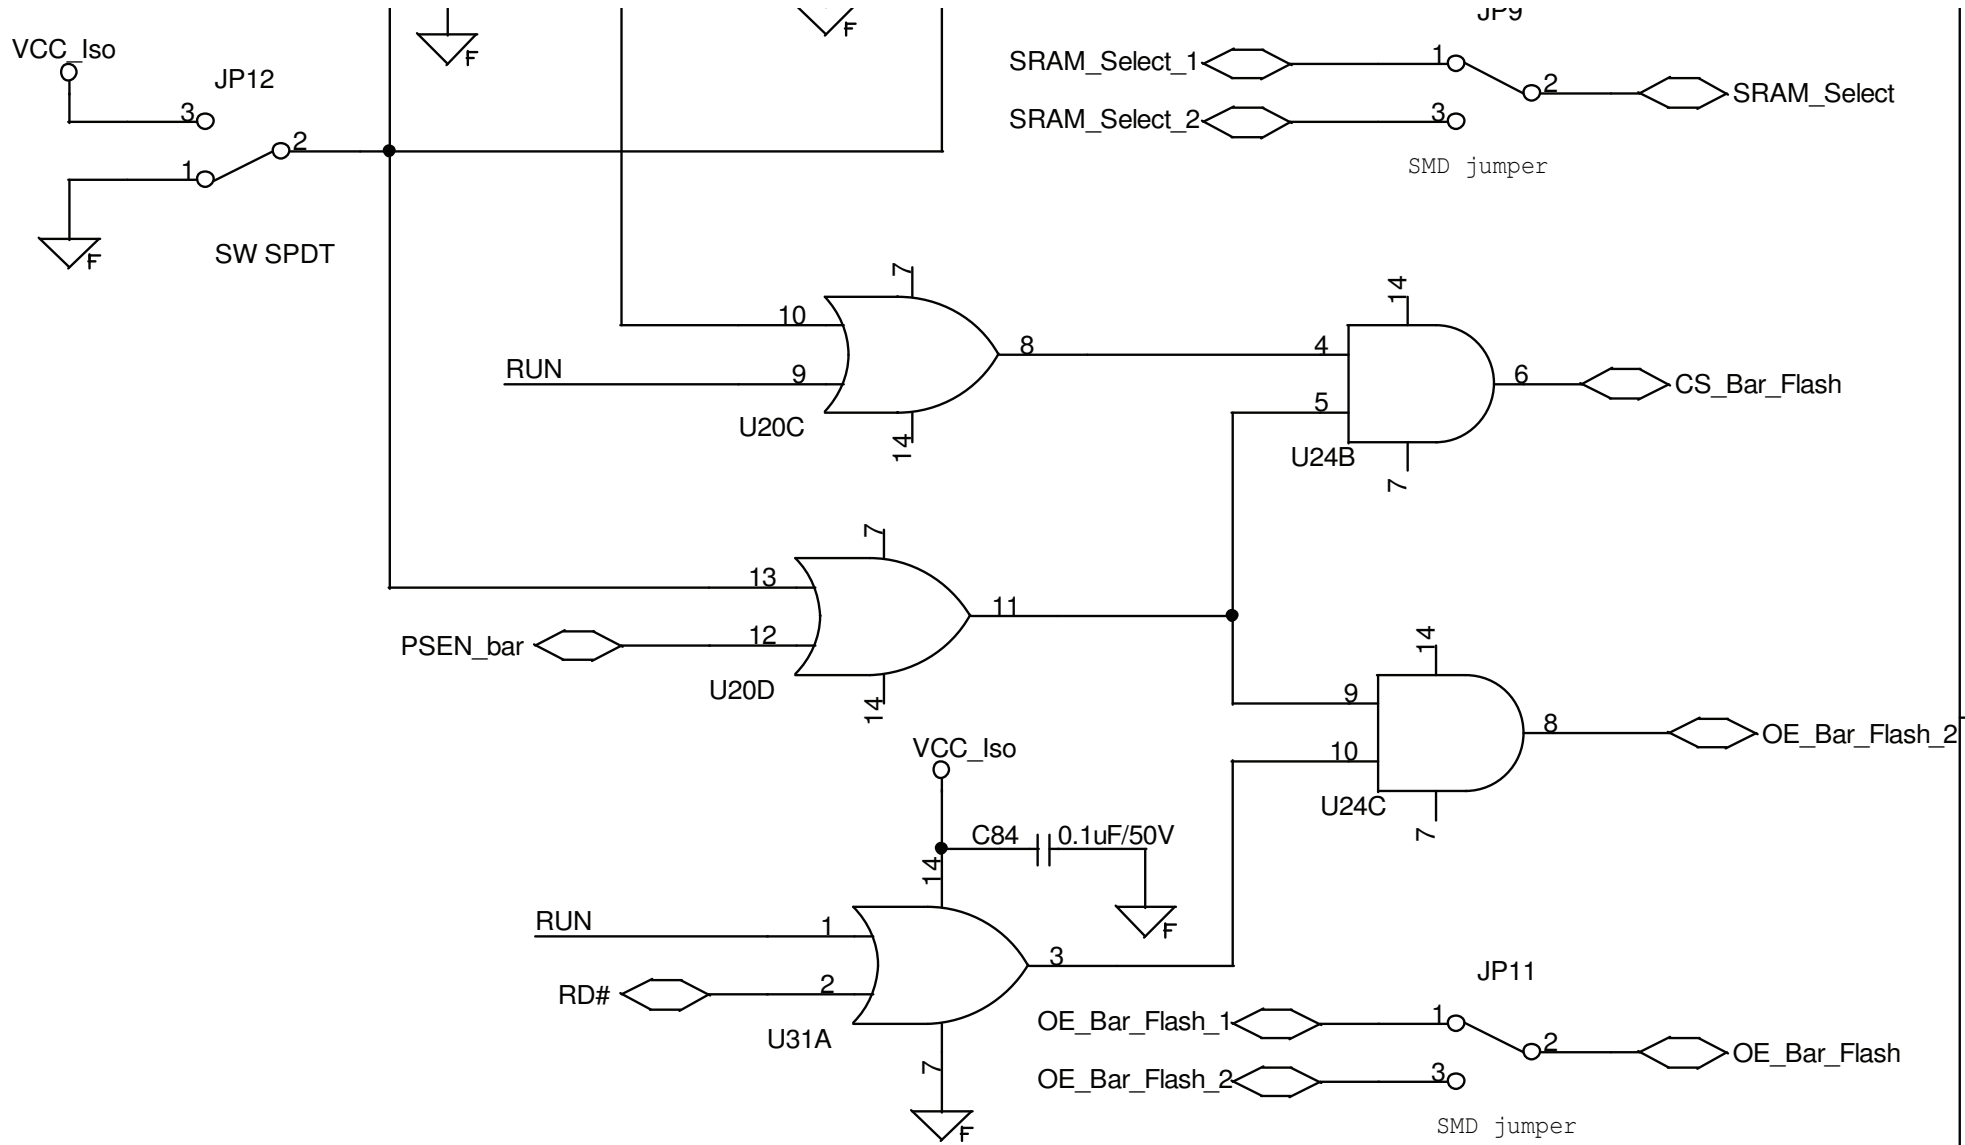 JP9
VCC_Iso
JP12
SRAM_Select_1
1
2
SRAM_Select
3
2
SRAM_Select_2
3
1
SMD jumper
F
F
F
SW SPDT
7
14
10
8
4
RUN
9
6
CS_Bar_Flash
5
U20C
14
U24B
7
7
13
11
14
PSEN_bar
12
U20D
14
9
8
OE_Bar_Flash_2
VCC_Iso
10
U24C
7
C84
0.1uF/50V
14
RUN
1
F
3
JP11
RD#
2
OE_Bar_Flash_1
1
U31A
2
OE_Bar_Flash
7
OE_Bar_Flash_2
3
F
SMD jumper